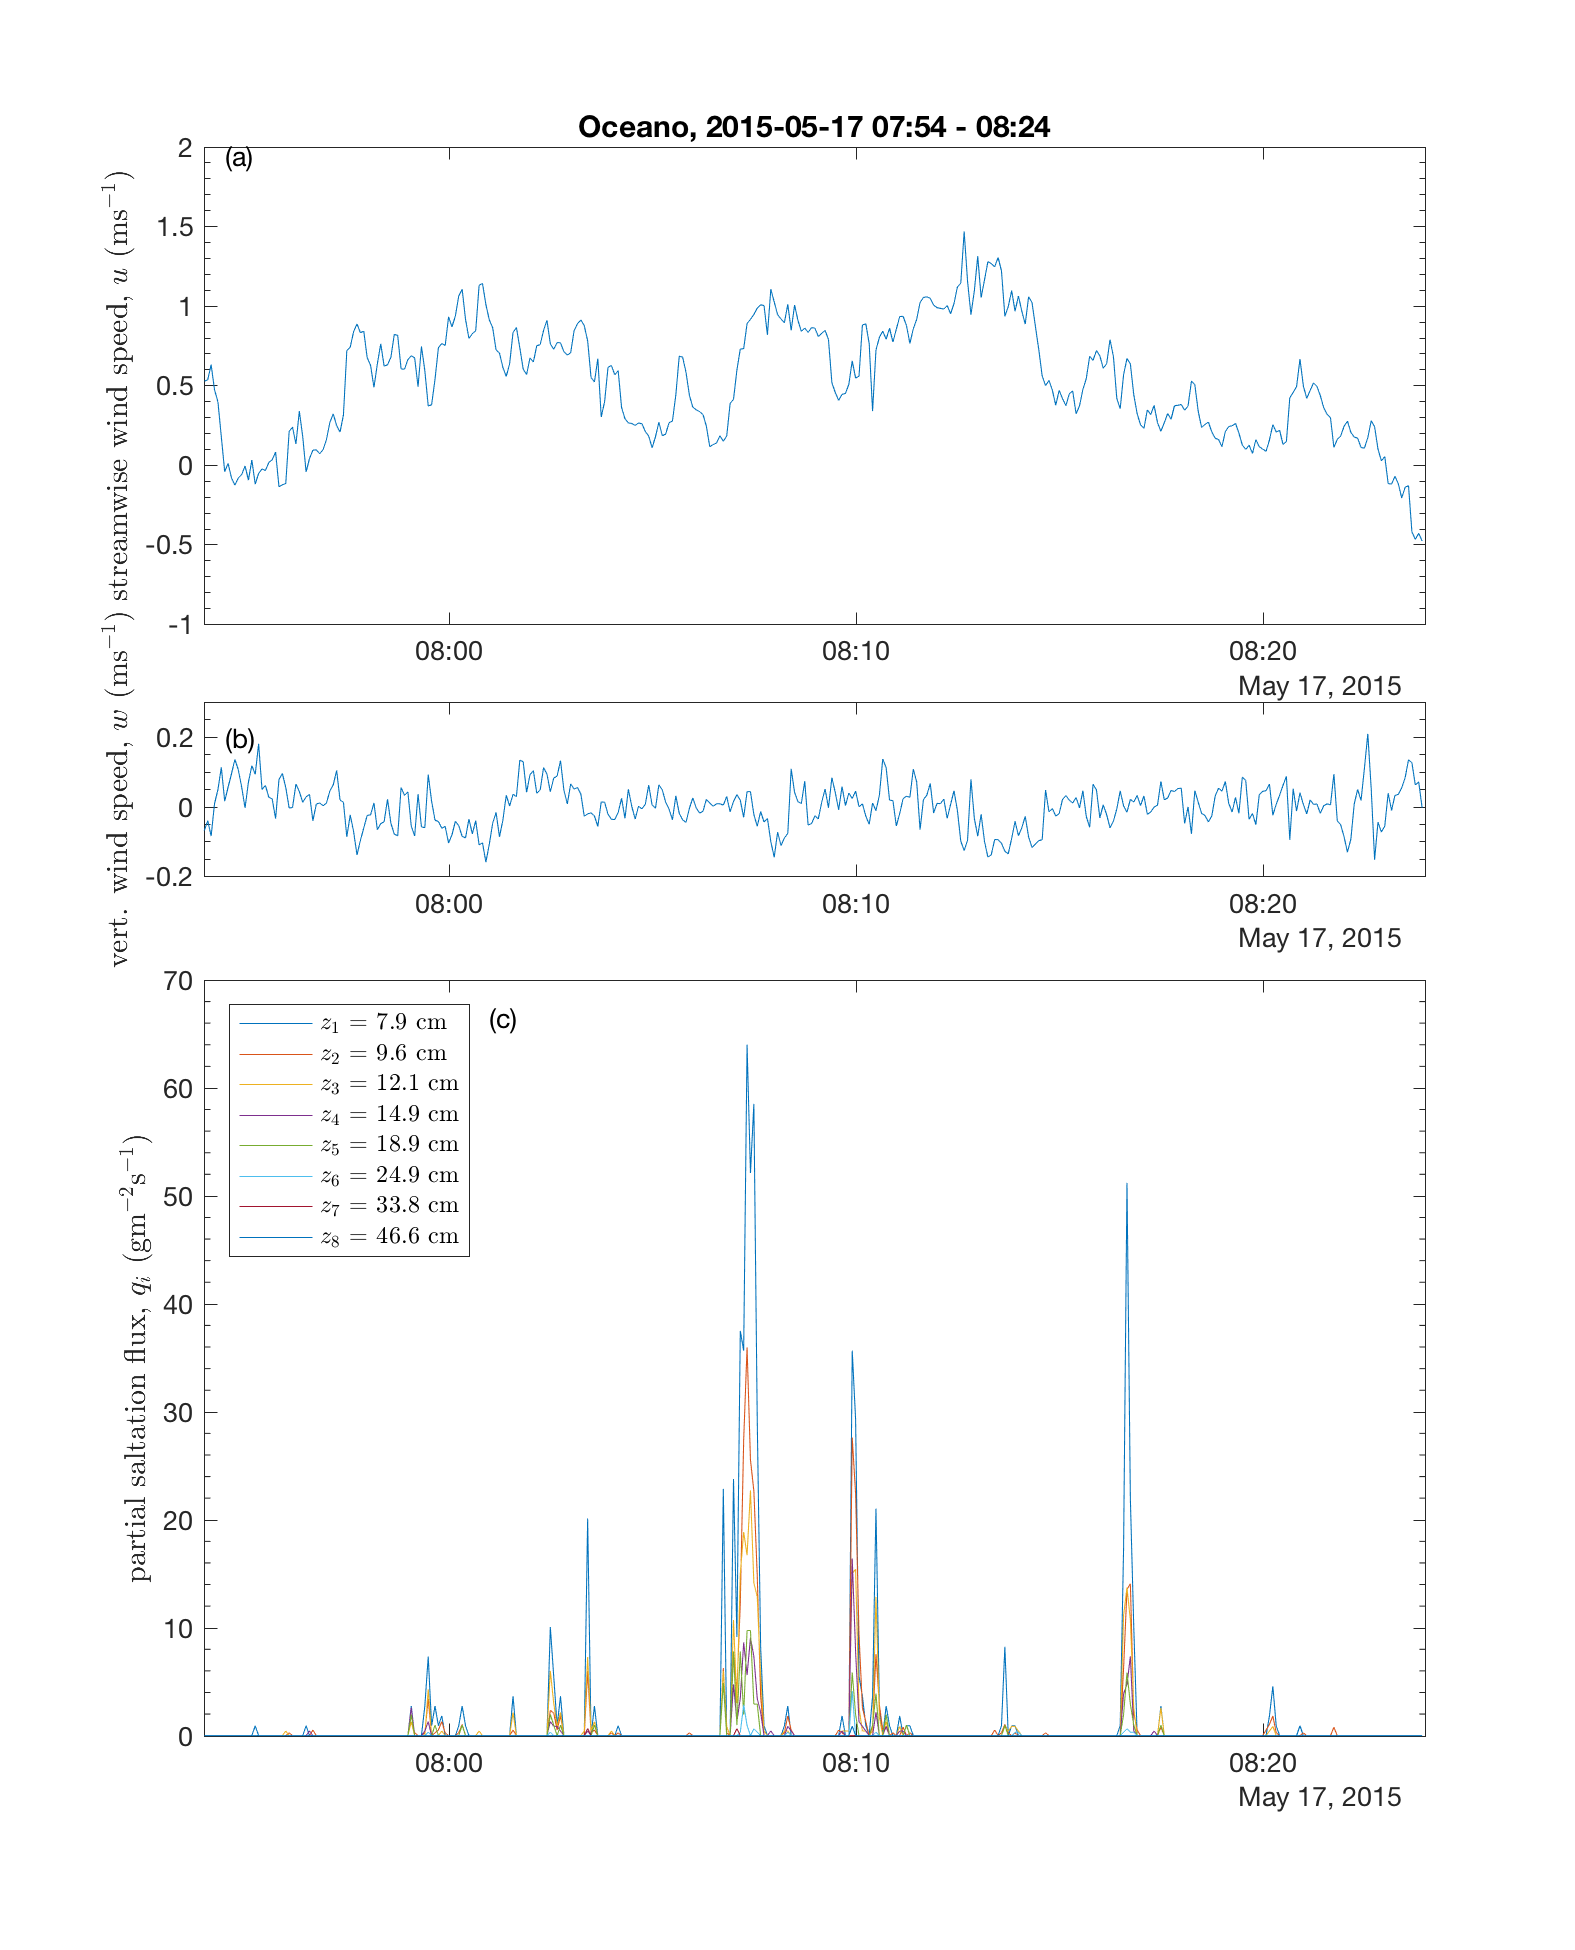 Oceano, 2015-05-17 07:54 - 08:24
(a)
streamwise wind speed, u (ms⁻¹)
2
1.5
1
0.5
0
-0.5
-1
08:00 08:10 08:20
May 17, 2015
(b)
vert. wind speed, w (ms⁻¹)
0.2
0
-0.2
08:00 08:10 08:20
May 17, 2015
(c)
partial saltation flux, qᵢ (gm⁻²s⁻¹)
70
60
50
40
30
20
10
0
z₁ = 7.9 cm
z₂ = 9.6 cm
z₃ = 12.1 cm
z₄ = 14.9 cm
z₅ = 18.9 cm
z₆ = 24.9 cm
z₇ = 33.8 cm
z₈ = 46.6 cm
08:00 08:10 08:20
May 17, 2015